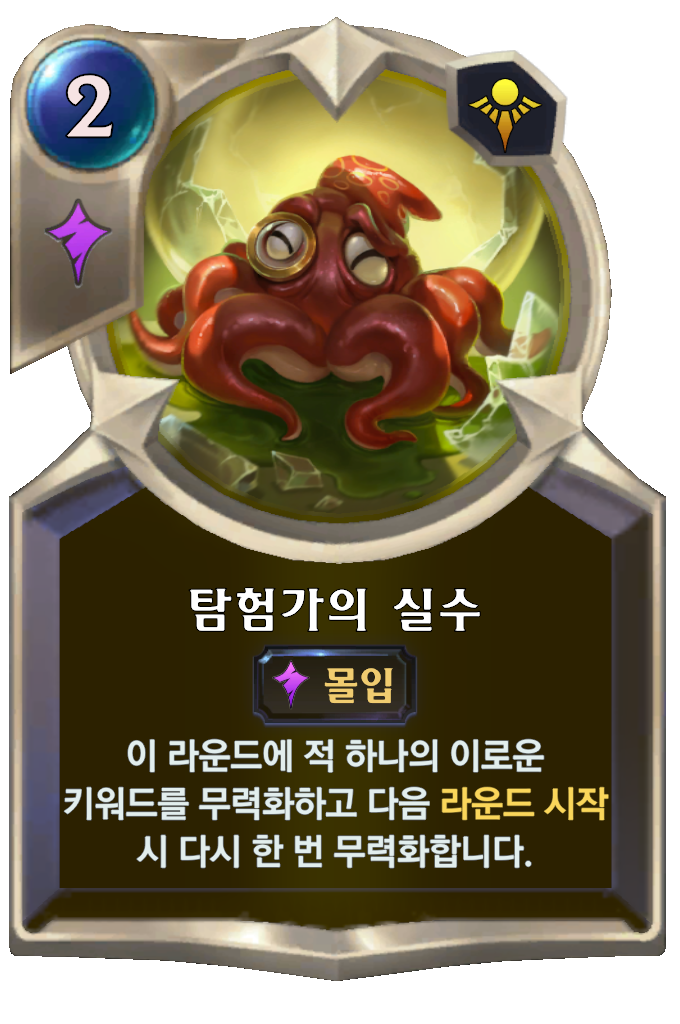 2
탐험가의 실수
몰입
이 라운드에 적 하나의 이로운
키워드를 무력화하고 다음 라운드 시작
시 다시 한 번 무력화합니다.